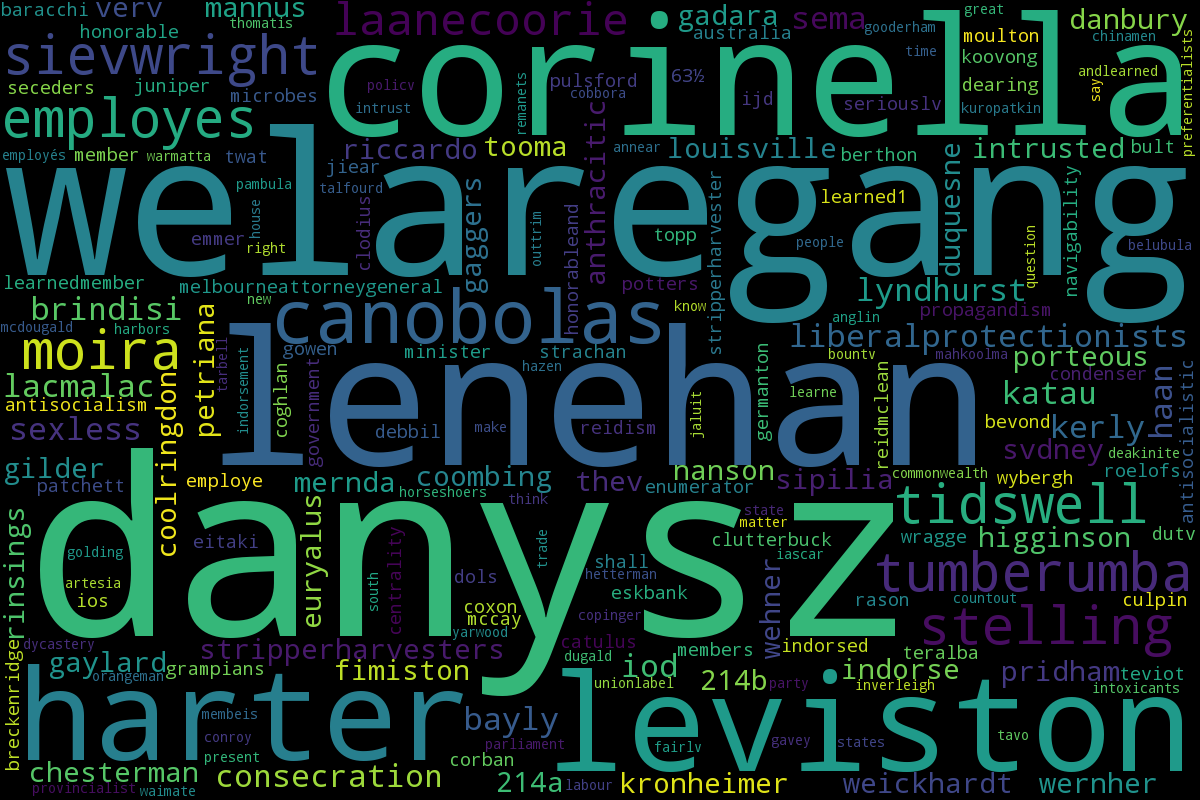 baracchi verv mannus laanecoorie gadara sema great danbury
honorable thomatis australia gooderham moulton chinamen
sievwright corinella time koovong preferentialists
seceders juniper microbes policv remanets pulsford 63½ dearing andlearned
employes intrust cobbora ijd seriouslv kuropatkin say
employés member warmatta twat riccardo tooma anthracitic annear louisville berthon intrusted bult
welaregang jiear
pambula talfourd learned1
house clodius gaggers outtrim honorableand stripperharvester duquesne navigability
emmer right topp people question belubula
learnedmember melbourneattorneygeneral potters lyndhurst
brindisi new canobolas know propagandism
mcdougald harbors anglin liberalprotectionists
moira petriana tarbell gowen minister strachan bountv mahkoolma porteous
lacmalac indorsement coghlan government hazen germanton reidmclean condenser haan
antisocialism lenehan jaluit learne katau antisocialistic
sexless coolringdon debbil make reidism bevond kerly
gilder mernda coombing hanson svdney deakinite
patchett employe horseshoers thev enumerator sipilia commonwealth wybergh roelofs
breckenridgerinsings danysz euryalus think state tidswell
golding eitaki centrality trade matter clutterbuck wragge higginson dutv
artesia south dols shall hetterman iascar tumberumba
ios coxon eskbank wehner rason countout culpin
mccay copinger stelling
dycastery stripperharyesters yarwood catulus members indorsed teralba
gaylard orangeman grampians fimiston dugald iod 214b indorse pridham teviot
harter unionlabel party inverleigh intoxicants
membeis bayly leviston
conroy parliament fairlv gavey states tavo
present corban
chesterman consecration 214a labour kronheimer weickhardt wernher
provincialist waimate